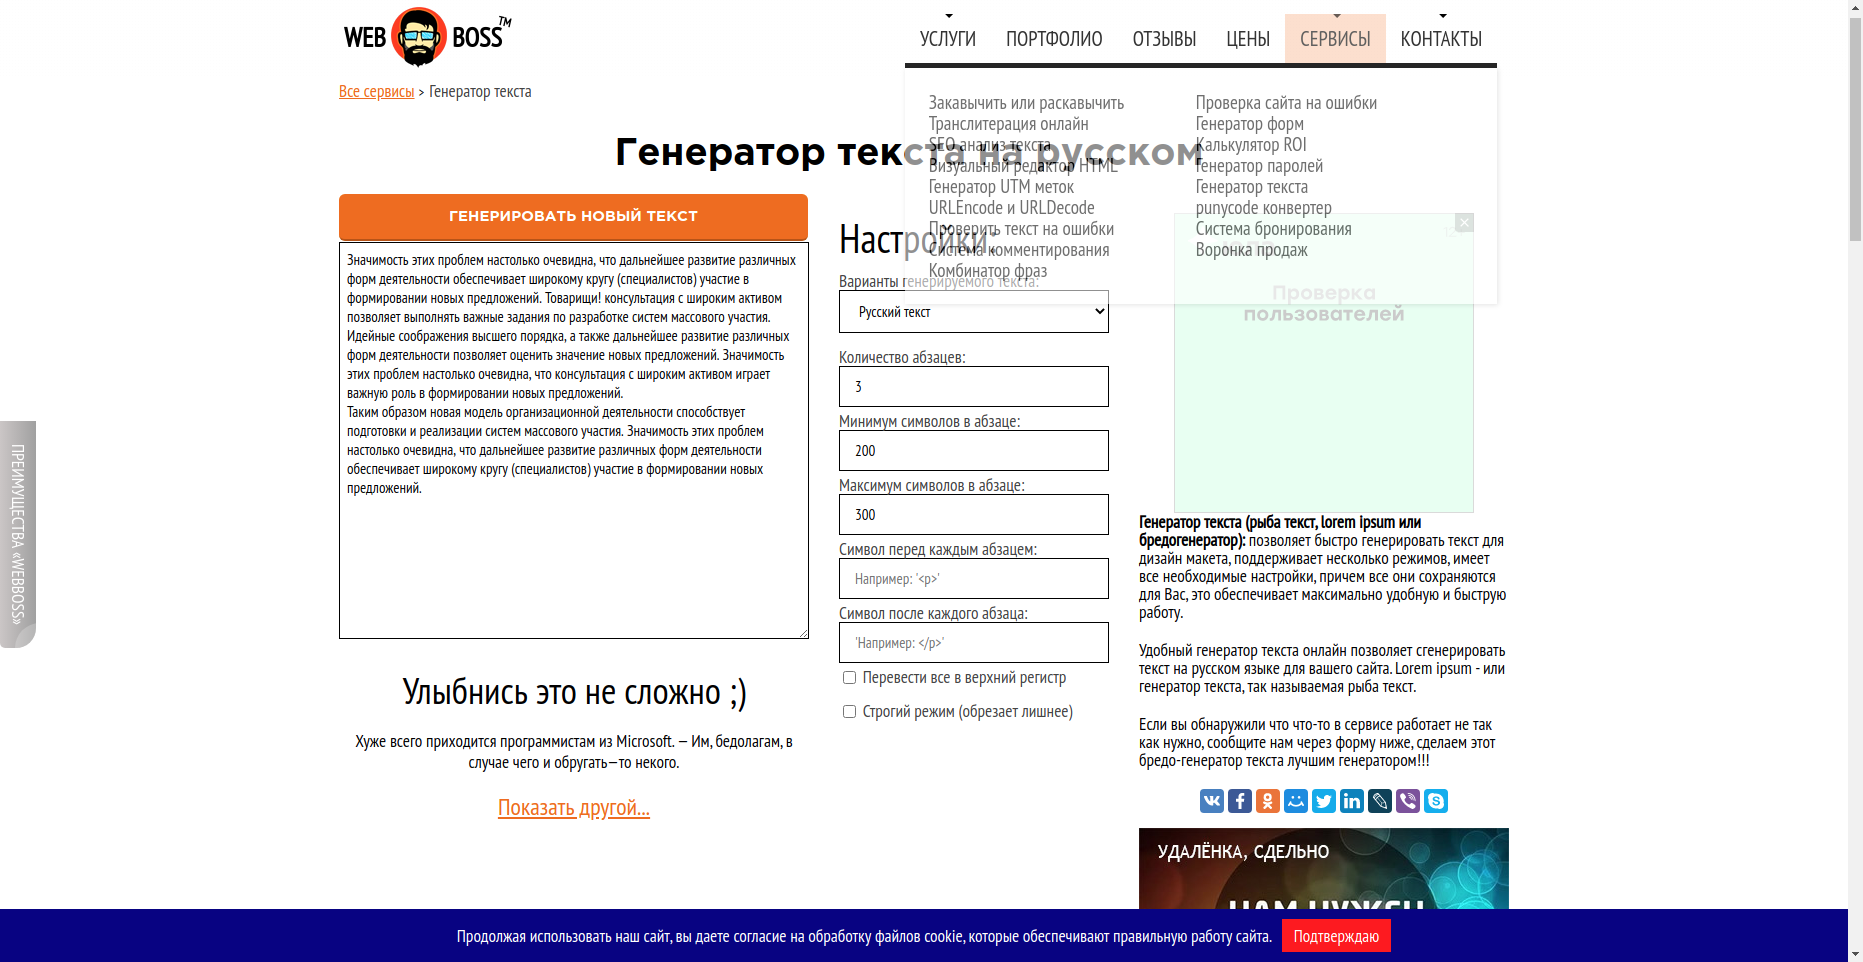 WEB BOSS™
УСЛУГИ ПОРТФОЛИО ОТЗЫВЫ ЦЕНЫ СЕРВИСЫ КОНТАКТЫ
Все сервисы > Генератор текста
Закавычить или раскавычить
Транслитерация онлайн
SEO анализ текста
Визуальный редактор HTML
Генератор UTM меток
URLEncode и URLDecode
Проверить текст на ошибки
Система комментирования
Комбинатор фраз
Проверка сайта на ошибки
Генератор форм
Калькулятор ROI
Генератор паролей
Генератор текста
punycode конвертер
Система бронирования
Воронка продаж
Генератор текста на русском
ГЕНЕРИРОВАТЬ НОВЫЙ ТЕКСТ
Значимость этих проблем настолько очевидна, что дальнейшее развитие различных
форм деятельности обеспечивает широкому кругу (специалистов) участие в
формировании новых предложений. Товарищи! консультация с широким активом
позволяет выполнять важные задания по разработке систем массового участия.
Идейные соображения высшего порядка, а также дальнейшее развитие различных
форм деятельности позволяет оценить значение новых предложений. Значимость
этих проблем настолько очевидна, что консультация с широким активом играет
важную роль в формировании новых предложений.
Таким образом новая модель организационной деятельности способствует
подготовки и реализации систем массового участия. Значимость этих проблем
настолько очевидна, что дальнейшее развитие различных форм деятельности
обеспечивает широкому кругу (специалистов) участие в формировании новых
предложений.
Улыбнись это не сложно ;)
Хуже всего приходится программистам из Microsoft. — Им, бедолагам, в
случае чего и обругать—то некого.
Показать другой...
Настройки:
Варианты генерируемого текста:
Русский текст
Количество абзацев:
3
Минимум символов в абзаце:
200
Максимум символов в абзаце:
300
Символ перед каждым абзацем:
Например: '<p>'
Символ после каждого абзаца:
'Например: </p>'
Перевести все в верхний регистр
Строгий режим (обрезает лишнее)
Проверка
пользователей
Генератор текста (рыба текст, lorem ipsum или
бредогенератор): позволяет быстро генерировать текст для
дизайн макета, поддерживает несколько режимов, имеет
все необходимые настройки, причем все они сохраняются
для Вас, это обеспечивает максимально удобную и быструю
работу.
Удобный генератор текста онлайн позволяет сгенерировать
текст на русском языке для вашего сайта. Lorem ipsum - или
генератор текста, так называемая рыба текст.
Если вы обнаружили что что-то в сервисе работает не так
как нужно, сообщите нам через форму ниже, сделаем этот
бредо-генератор текста лучшим генератором!!!
УДАЛЁНКА, СДЕЛЬНО
НАМ НУЖЕН
ПРЕИМУЩЕСТВА «WEBBOSS»
Продолжая использовать наш сайт, вы даете согласие на обработку файлов cookie, которые обеспечивают правильную работу сайта. Подтверждаю